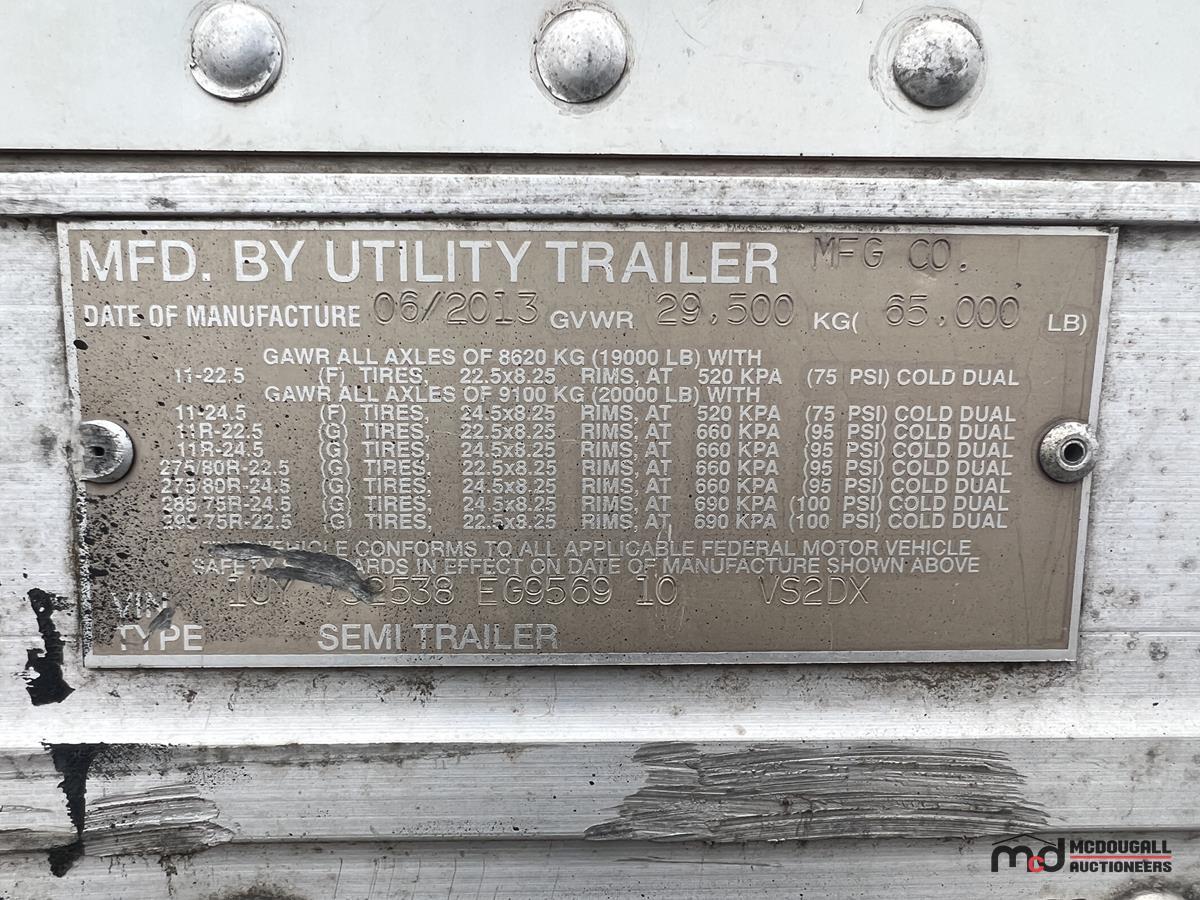 MFD. BY UTILITY TRAILER MFG CO.
DATE OF MANUFACTURE 06/2013 GVWR 29,500 KG( 65,000 LB)
GAWR ALL AXLES OF 8620 KG (19000 LB) WITH
11-22.5 (F) TIRES, 22.5x8.25 RIMS, AT 520 KPA (75 PSI) COLD DUAL
GAWR ALL AXLES OF 9100 KG (20000 LB) WITH
11-24.5 (F) TIRES, 24.5x8.25 RIMS, AT 520 KPA (75 PSI) COLD DUAL
11R-22.5 (G) TIRES, 22.5x8.25 RIMS, AT 660 KPA (95 PSI) COLD DUAL
11R-24.5 (G) TIRES, 24.5x8.25 RIMS, AT 660 KPA (95 PSI) COLD DUAL
275/80R-22.5 (G) TIRES, 22.5x8.25 RIMS, AT 660 KPA (95 PSI) COLD DUAL
275/80R-24.5 (G) TIRES, 24.5x8.25 RIMS, AT 660 KPA (95 PSI) COLD DUAL
285/75R-24.5 (G) TIRES, 24.5x8.25 RIMS, AT 690 KPA (100 PSI) COLD DUAL
295/75R-22.5 (G) TIRES, 22.5x8.25 RIMS, AT 690 KPA (100 PSI) COLD DUAL
VEHICLE CONFORMS TO ALL APPLICABLE FEDERAL MOTOR VEHICLE
SAFETY IN EFFECT ON DATE OF MANUFACTURE SHOWN ABOVE
VIN EG9569 10 VS2DX
TYPE SEMI TRAILER
mcd MCDOUGALL
AUCTIONEERS